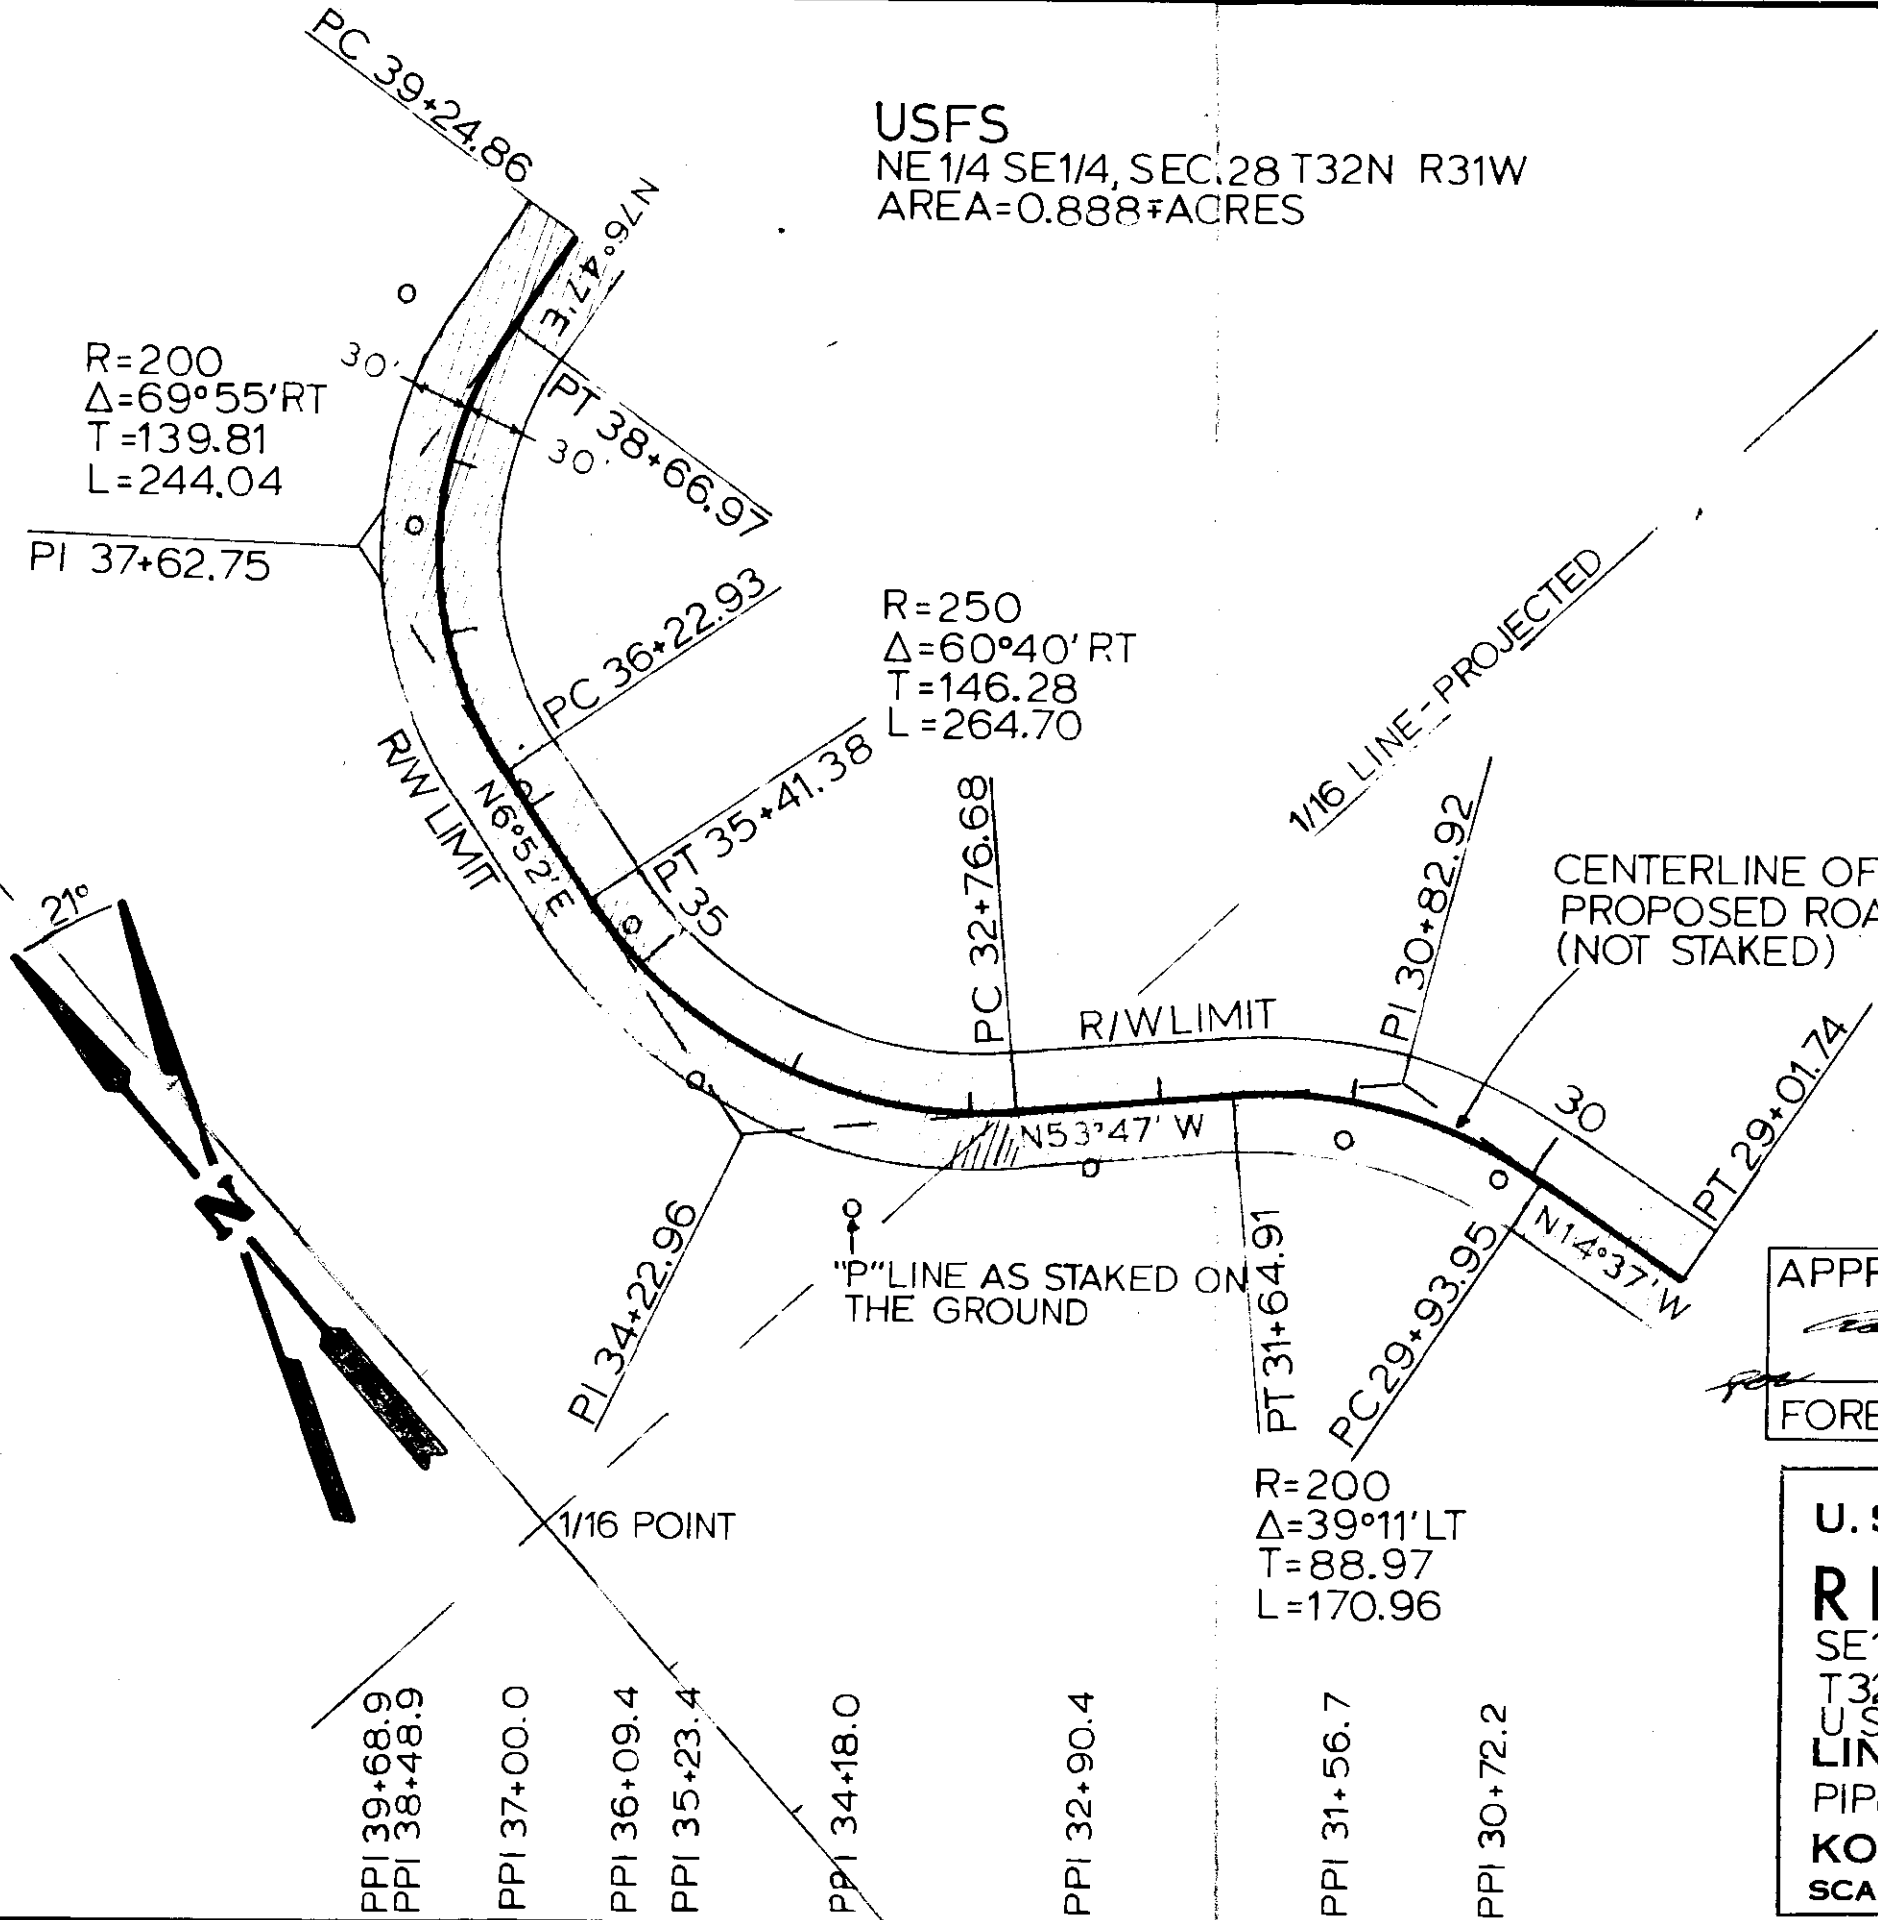 PC 39+24.86
USFS
NE 1/4 SE1/4, SEC.28 T32N R31W
AREA=0.888∓ACRES
N76°47'E
R=200
Δ=69°55'RT
T=139.81
L=244.04
30'
30'
PT 38+66.97
PI 37+62.75
PC 36+22.93
R=250
Δ=60°40' RT
T=146.28
L=264.70
R/W LIMIT
N6°52'E
PT 35+41.38
35
PC 32+76.68
1/16 LINE-PROJECTED
PI 30+82.92
CENTERLINE OF
PROPOSED ROA
(NOT STAKED)
21°
R/W LIMIT
30
PT 29+01.74
N53°47' W
N14°37' W
N
PI 34+22.96
"P" LINE AS STAKED ON
THE GROUND
PT 31+64.91
PC 29+93.95
APPR
FORE
R=200
Δ=39°11'LT
T=88.97
L=170.96
1/16 POINT
U.S
R
SE1
T32
U.S
LIN
PIP
KO
SCA
PPI 39+68.9
PPI 38+48.9
PPI 37+00.0
PPI 36+09.4
PPI 35+23.4
PPI 34+18.0
PPI 32+90.4
PPI 31+56.7
PPI 30+72.2